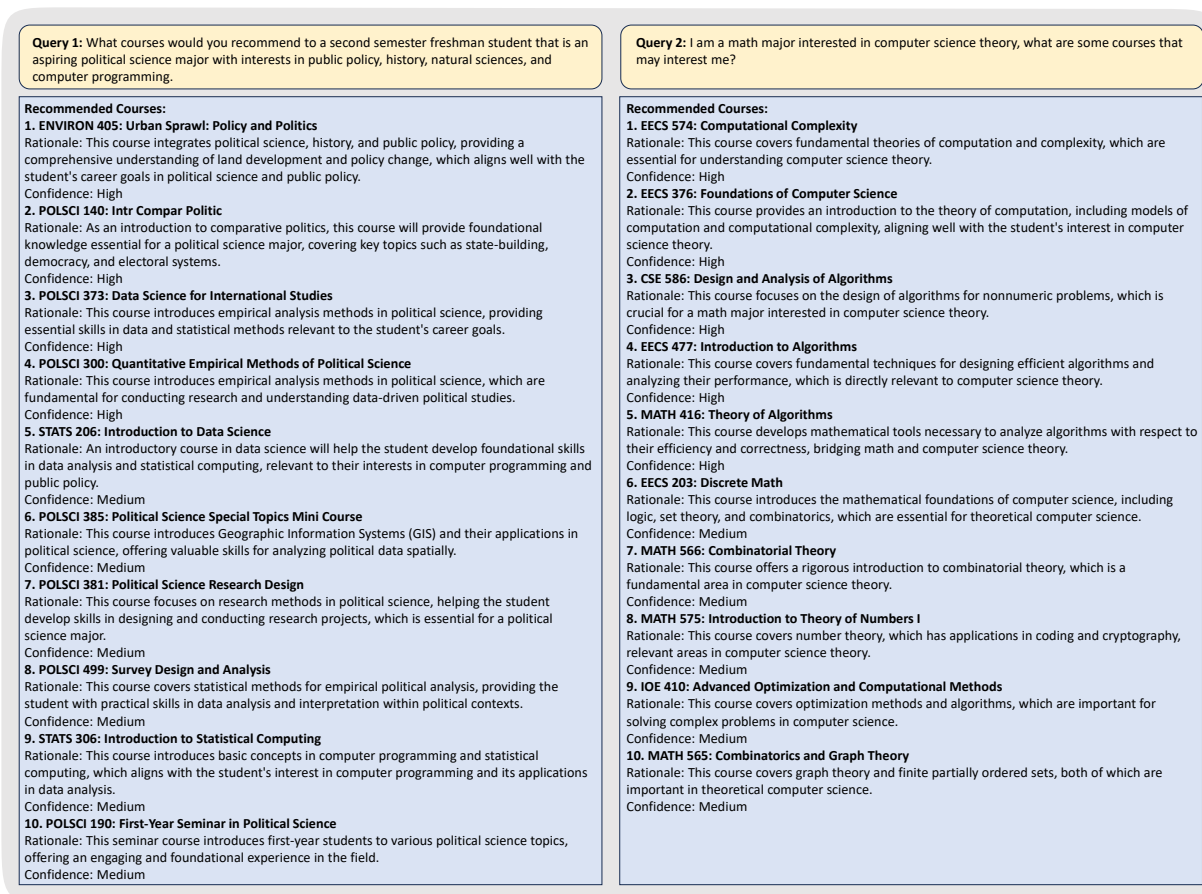 Query 1: What courses would you recommend to a second semester freshman student that is an
aspiring political science major with interests in public policy, history, natural sciences, and
computer programming.
Recommended Courses:
1. ENVIRON 405: Urban Sprawl: Policy and Politics
Rationale: This course integrates political science, history, and public policy, providing a
comprehensive understanding of land development and policy change, which aligns well with the
student's career goals in political science and public policy.
Confidence: High
2. POLSCI 140: Intr Compar Politic
Rationale: As an introduction to comparative politics, this course will provide foundational
knowledge essential for a political science major, covering key topics such as state-building,
democracy, and electoral systems.
Confidence: High
3. POLSCI 373: Data Science for International Studies
Rationale: This course introduces empirical analysis methods in political science, providing
essential skills in data and statistical methods relevant to the student's career goals.
Confidence: High
4. POLSCI 300: Quantitative Empirical Methods of Political Science
Rationale: This course introduces empirical analysis methods in political science, which are
fundamental for conducting research and understanding data-driven political studies.
Confidence: High
5. STATS 206: Introduction to Data Science
Rationale: An introductory course in data science will help the student develop foundational skills
in data analysis and statistical computing, relevant to their interests in computer programming and
public policy.
Confidence: Medium
6. POLSCI 385: Political Science Special Topics Mini Course
Rationale: This course introduces Geographic Information Systems (GIS) and their applications in
political science, offering valuable skills for analyzing political data spatially.
Confidence: Medium
7. POLSCI 381: Political Science Research Design
Rationale: This course focuses on research methods in political science, helping the student
develop skills in designing and conducting research projects, which is essential for a political
science major.
Confidence: Medium
8. POLSCI 499: Survey Design and Analysis
Rationale: This course covers statistical methods for empirical political analysis, providing the
student with practical skills in data analysis and interpretation within political contexts.
Confidence: Medium
9. STATS 306: Introduction to Statistical Computing
Rationale: This course introduces basic concepts in computer programming and statistical
computing, which aligns with the student's interest in computer programming and its applications
in data analysis.
Confidence: Medium
10. POLSCI 190: First-Year Seminar in Political Science
Rationale: This seminar course introduces first-year students to various political science topics,
offering an engaging and foundational experience in the field.
Confidence: Medium
Query 2: I am a math major interested in computer science theory, what are some courses that
may interest me?
Recommended Courses:
1. EECS 574: Computational Complexity
Rationale: This course covers fundamental theories of computation and complexity, which are
essential for understanding computer science theory.
Confidence: High
2. EECS 376: Foundations of Computer Science
Rationale: This course provides an introduction to the theory of computation, including models of
computation and computational complexity, aligning well with the student's interest in computer
science theory.
Confidence: High
3. CSE 586: Design and Analysis of Algorithms
Rationale: This course focuses on the design of algorithms for nonnumeric problems, which is
crucial for a math major interested in computer science theory.
Confidence: High
4. EECS 477: Introduction to Algorithms
Rationale: This course covers fundamental techniques for designing efficient algorithms and
analyzing their performance, which is directly relevant to computer science theory.
Confidence: High
5. MATH 416: Theory of Algorithms
Rationale: This course develops mathematical tools necessary to analyze algorithms with respect to
their efficiency and correctness, bridging math and computer science theory.
Confidence: High
6. EECS 203: Discrete Math
Rationale: This course introduces the mathematical foundations of computer science, including
logic, set theory, and combinatorics, which are essential for theoretical computer science.
Confidence: Medium
7. MATH 566: Combinatorial Theory
Rationale: This course offers a rigorous introduction to combinatorial theory, which is a
fundamental area in computer science theory.
Confidence: Medium
8. MATH 575: Introduction to Theory of Numbers I
Rationale: This course covers number theory, which has applications in coding and cryptography,
relevant areas in computer science theory.
Confidence: Medium
9. IOE 410: Advanced Optimization and Computational Methods
Rationale: This course covers optimization methods and algorithms, which are important for
solving complex problems in computer science.
Confidence: Medium
10. MATH 565: Combinatorics and Graph Theory
Rationale: This course covers graph theory and finite partially ordered sets, both of which are
important in theoretical computer science.
Confidence: Medium